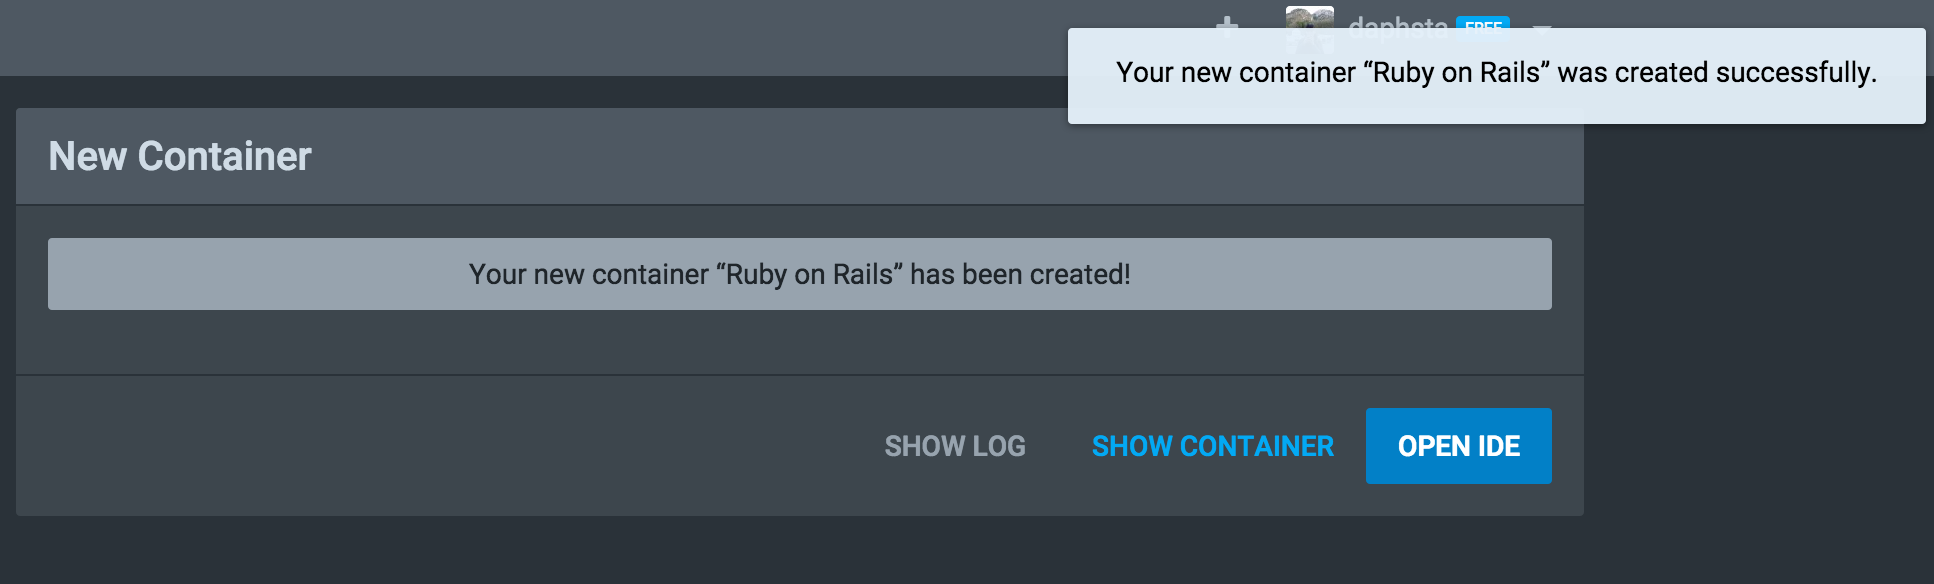 daphsta FREE
Your new container “Ruby on Rails” was created successfully.
New Container
Your new container “Ruby on Rails” has been created!
SHOW LOG SHOW CONTAINER OPEN IDE